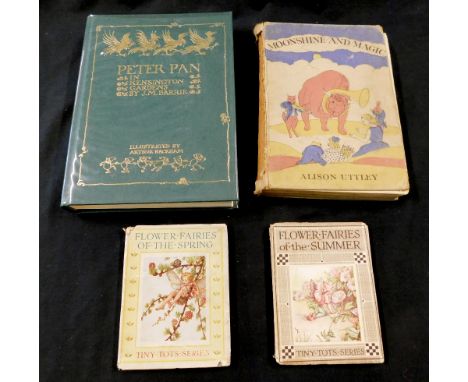 PETER PAN
IN
KENSINGTON
GARDENS
BY J.M. BARRIE
ILLUSTRATED BY
ARTHUR RACKHAM
MOONSHINE AND MAGIC
ALISON UTTLEY
FLOWER·FAIRIES
OF·THE·SPRING
TINY·TOTS·SERIES
FLOWER·FAIRIES
of·the·SUMMER
TINY·TOTS·SERIES